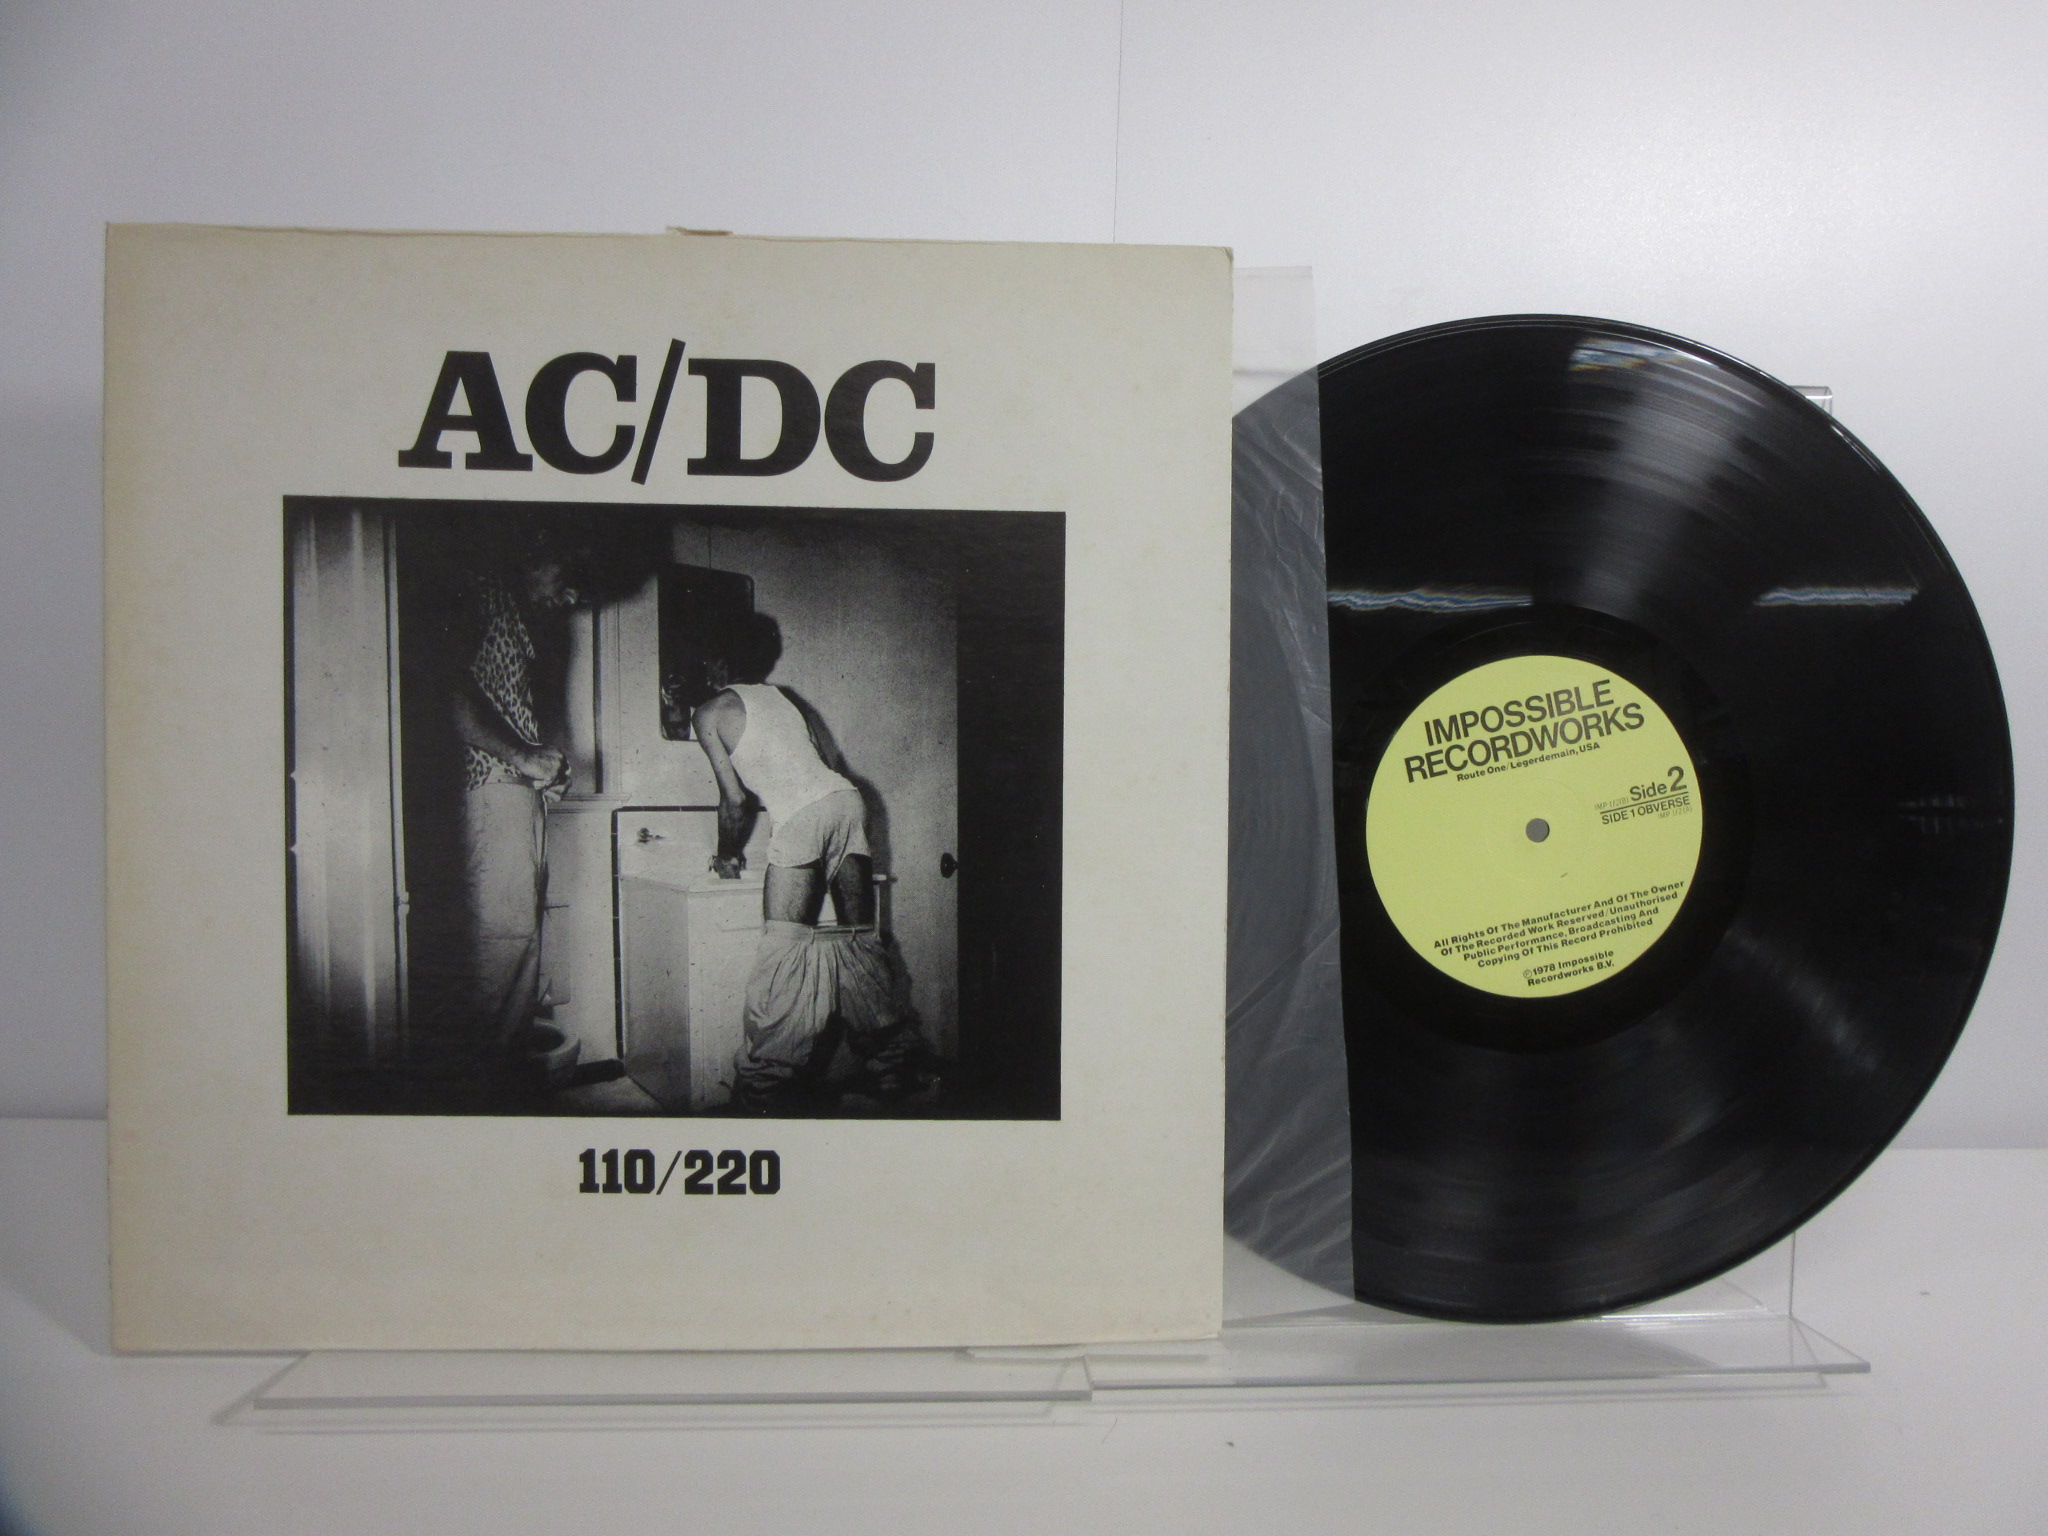 AC/DC
110/220
IMPOSSIBLE
RECORDWORKS
Route One/Legerdemain, USA
Side 2
SIDE 1 OBVERSE
All Rights Of The Manufacturer And Of The Owner
Of The Recorded Work Reserved/Unauthorised
Public Performance, Broadcasting And
Copying Of This Record Prohibited
℗1978 Impossible
Recordworks B.V.